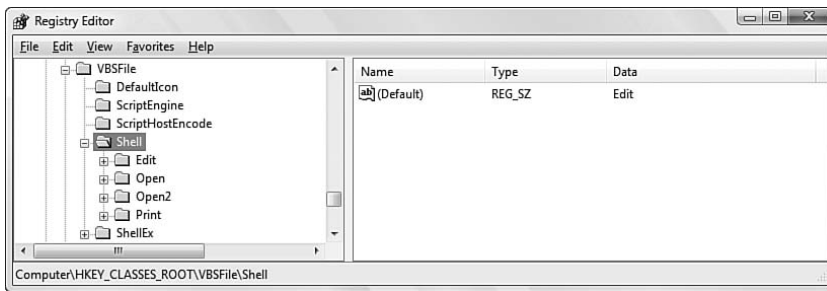 Registry Editor
File Edit View Favorites Help
VBSFile
DefaultIcon
ScriptEngine
ScriptHostEncode
Shell
Edit
Open
Open2
Print
ShellEx
Name Type Data
ab (Default) REG_SZ Edit
Computer\HKEY_CLASSES_ROOT\VBSFile\Shell